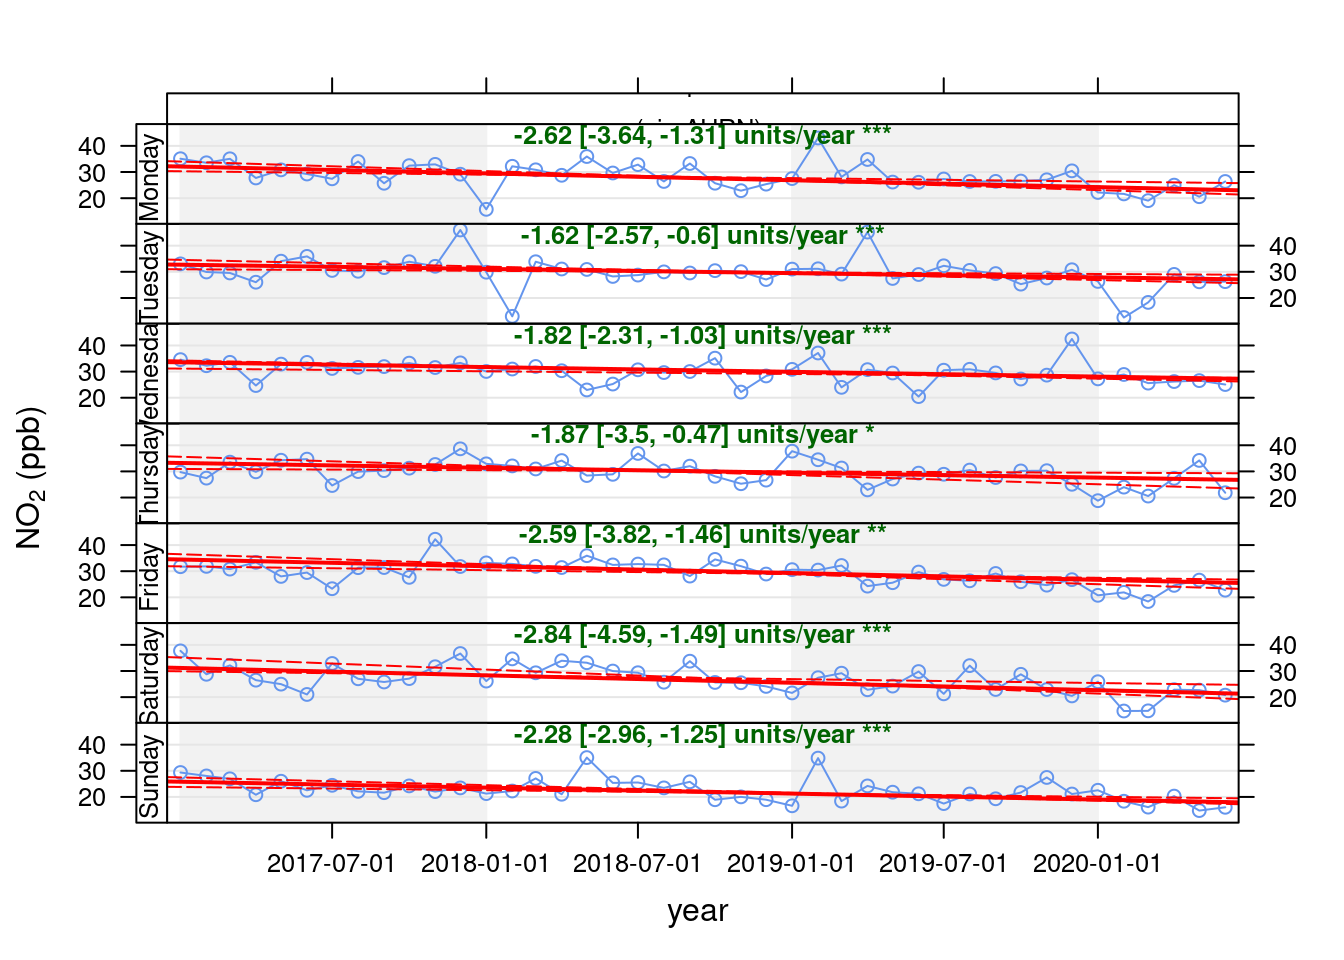 (via AURN)
Monday
-2.62 [-3.64, -1.31] units/year ***
40
30
20
Tuesday
-1.62 [-2.57, -0.6] units/year ***
40
30
20
-1.82 [-2.31, -1.03] units/year ***
40
30
20
Thursday
-1.87 [-3.5, -0.47] units/year *
40
30
20
Friday
-2.59 [-3.82, -1.46] units/year **
40
30
20
Saturday
-2.84 [-4.59, -1.49] units/year ***
40
30
20
Sunday
-2.28 [-2.96, -1.25] units/year ***
40
30
20
NO₂ (ppb)
2017-07-01 2018-01-01 2018-07-01 2019-01-01 2019-07-01 2020-01-01
year